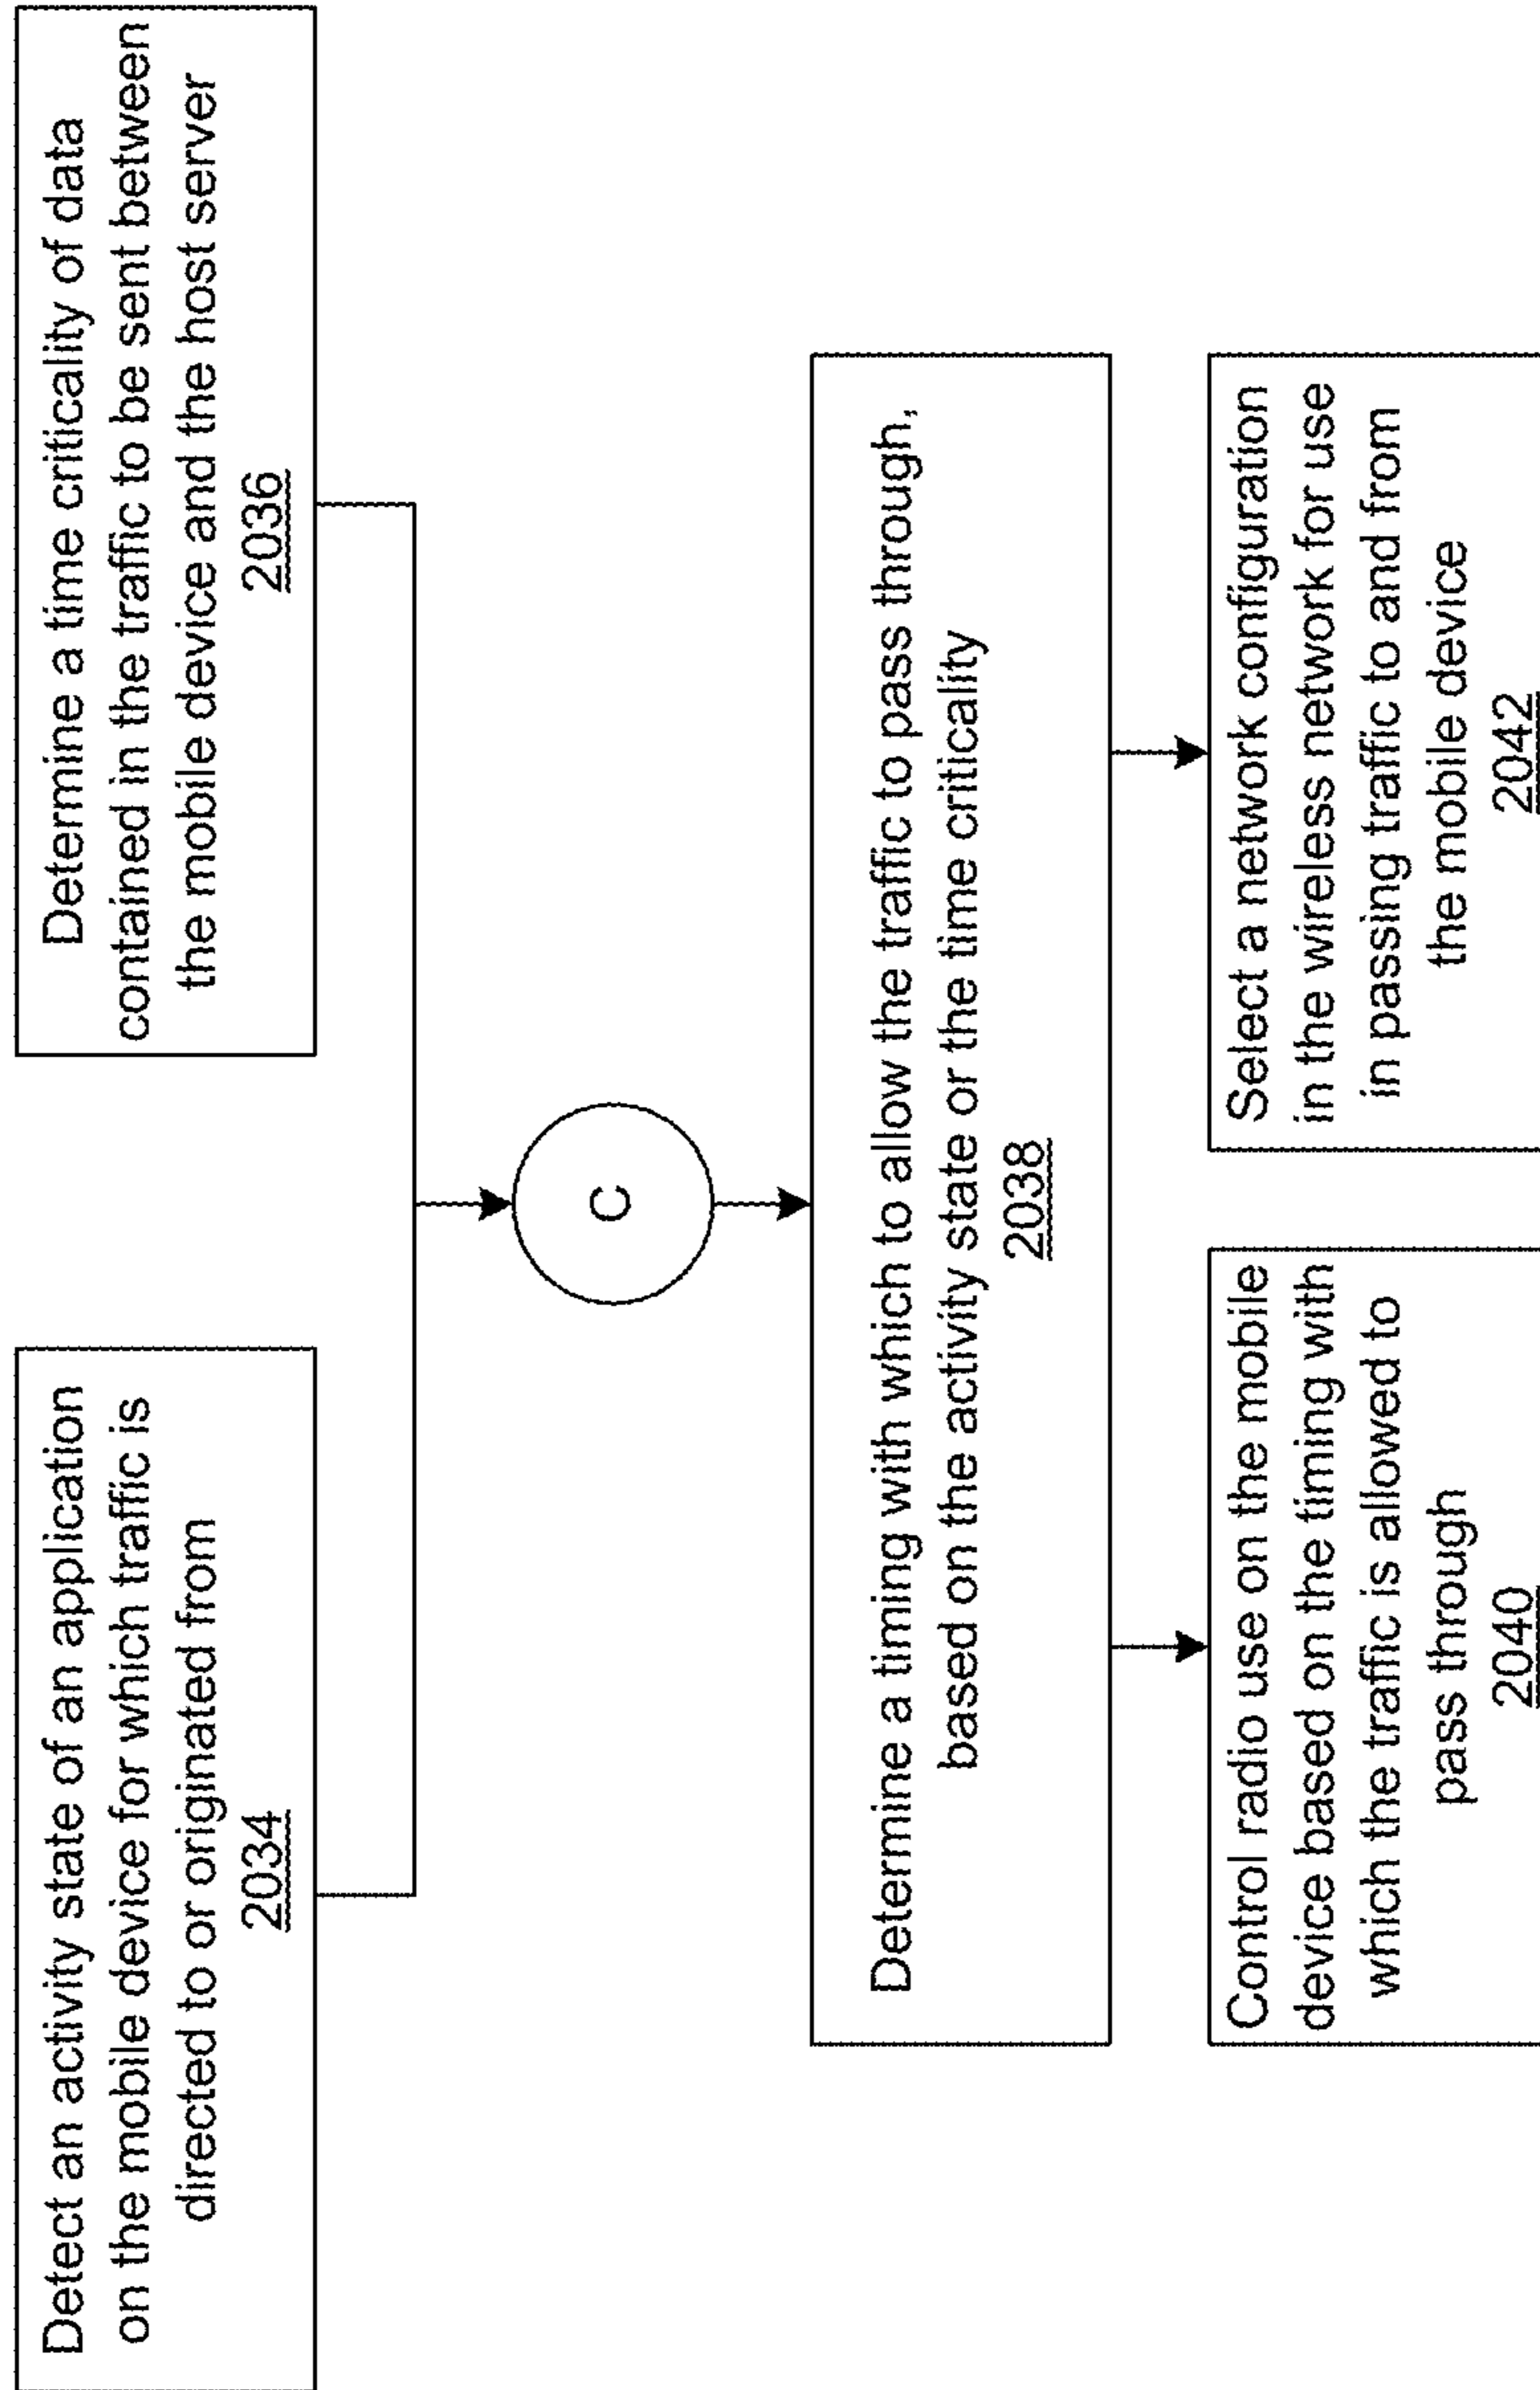 Detect an activity state of an application
on the mobile device for which traffic is
directed to or originated from
2034
Determine a time criticality of data
contained in the traffic to be sent between
the mobile device and the host server
2036
C
Determine a timing with which to allow the traffic to pass through,
based on the activity state or the time criticality
2038
Control radio use on the mobile
device based on the timing with
which the traffic is allowed to
pass through
2040
Select a network configuration
in the wireless network for use
in passing traffic to and from
the mobile device
2042